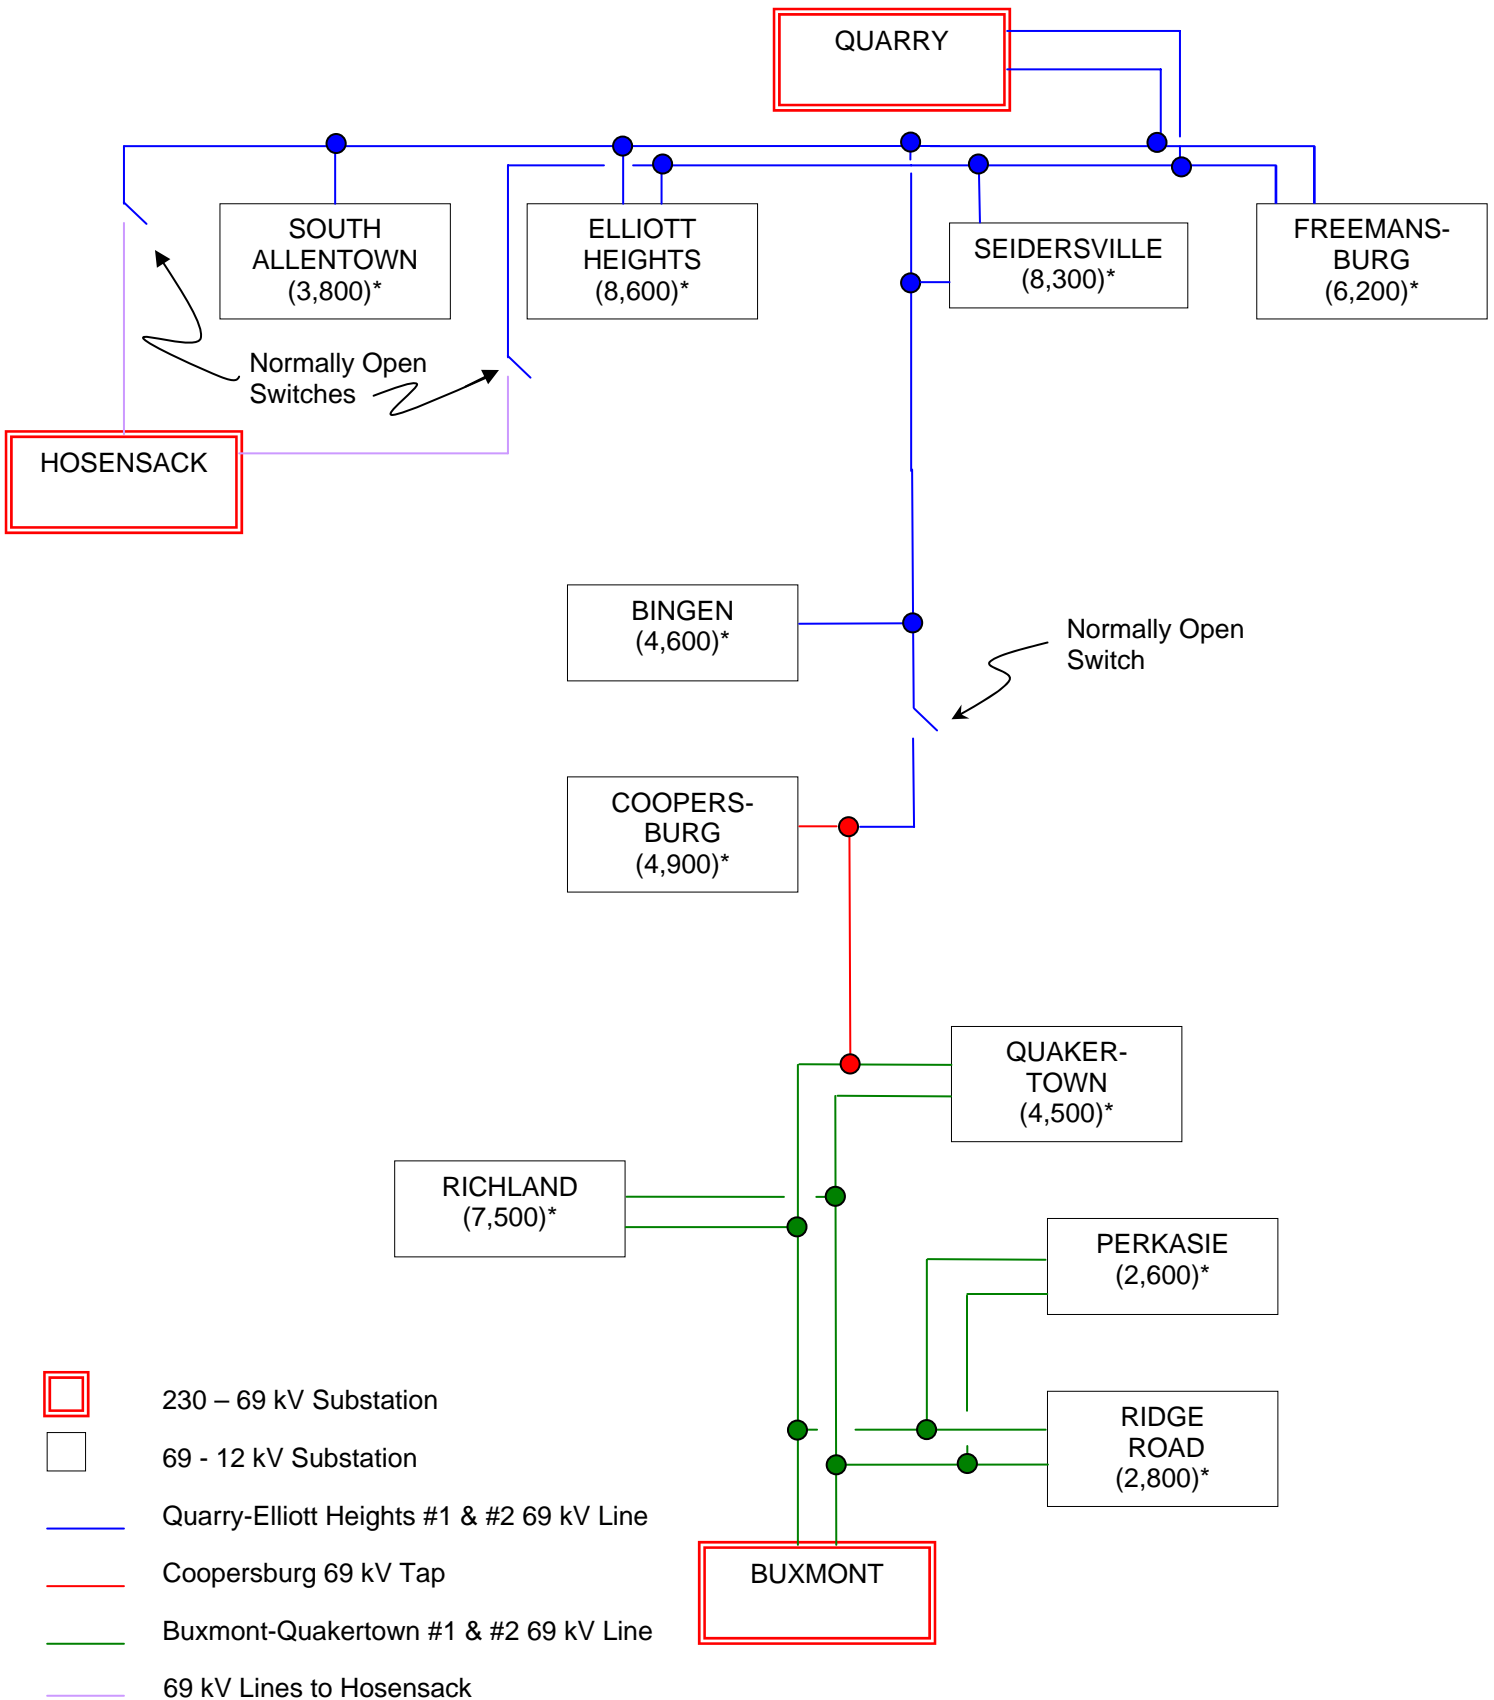 QUARRY
SOUTH
ALLENTOWN
(3,800)*
ELLIOTT
HEIGHTS
(8,600)*
SEIDERSVILLE
(8,300)*
FREEMANS-
BURG
(6,200)*
Normally Open
Switches
HOSENSACK
BINGEN
(4,600)*
Normally Open
Switch
COOPERS-
BURG
(4,900)*
QUAKER-
TOWN
(4,500)*
RICHLAND
(7,500)*
PERKASIE
(2,600)*
RIDGE
ROAD
(2,800)*
BUXMONT
230 – 69 kV Substation
69 - 12 kV Substation
Quarry-Elliott Heights #1 & #2 69 kV Line
Coopersburg 69 kV Tap
Buxmont-Quakertown #1 & #2 69 kV Line
69 kV Lines to Hosensack